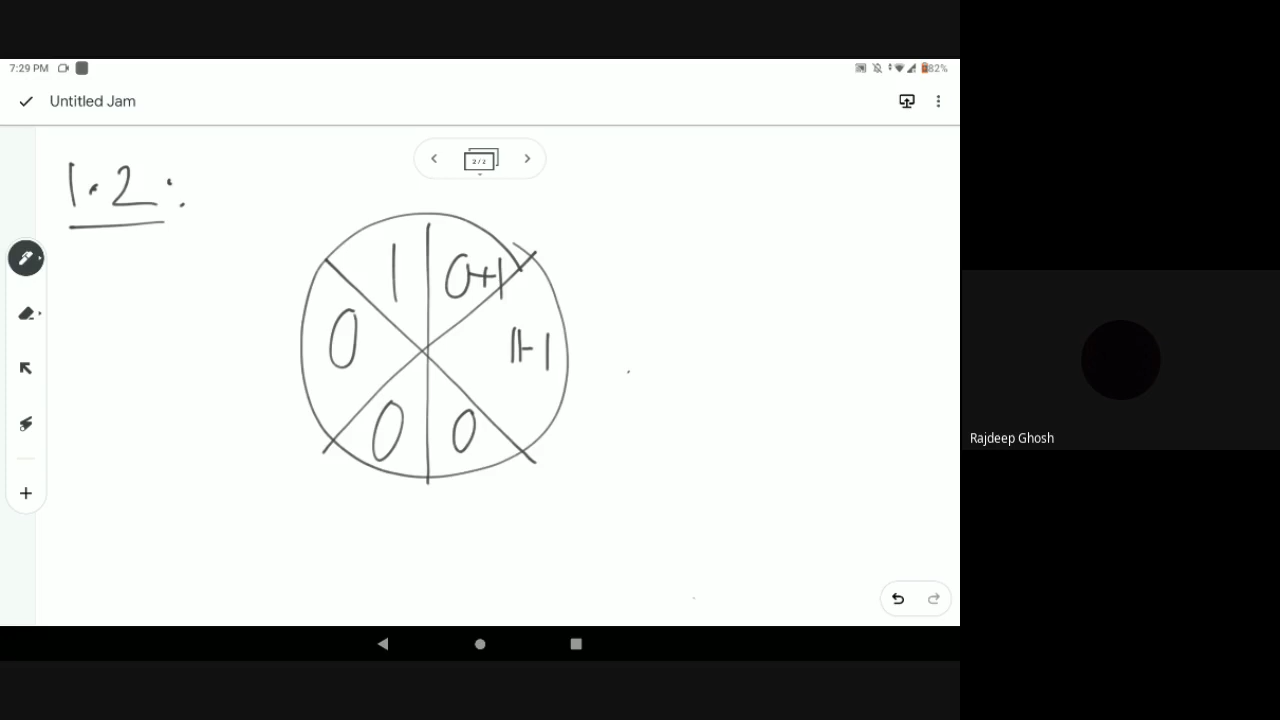 7:29 PM
82%
Untitled Jam
2 / 2
1.2 :
1
0+1
0
1+1
0
0
Rajdeep Ghosh